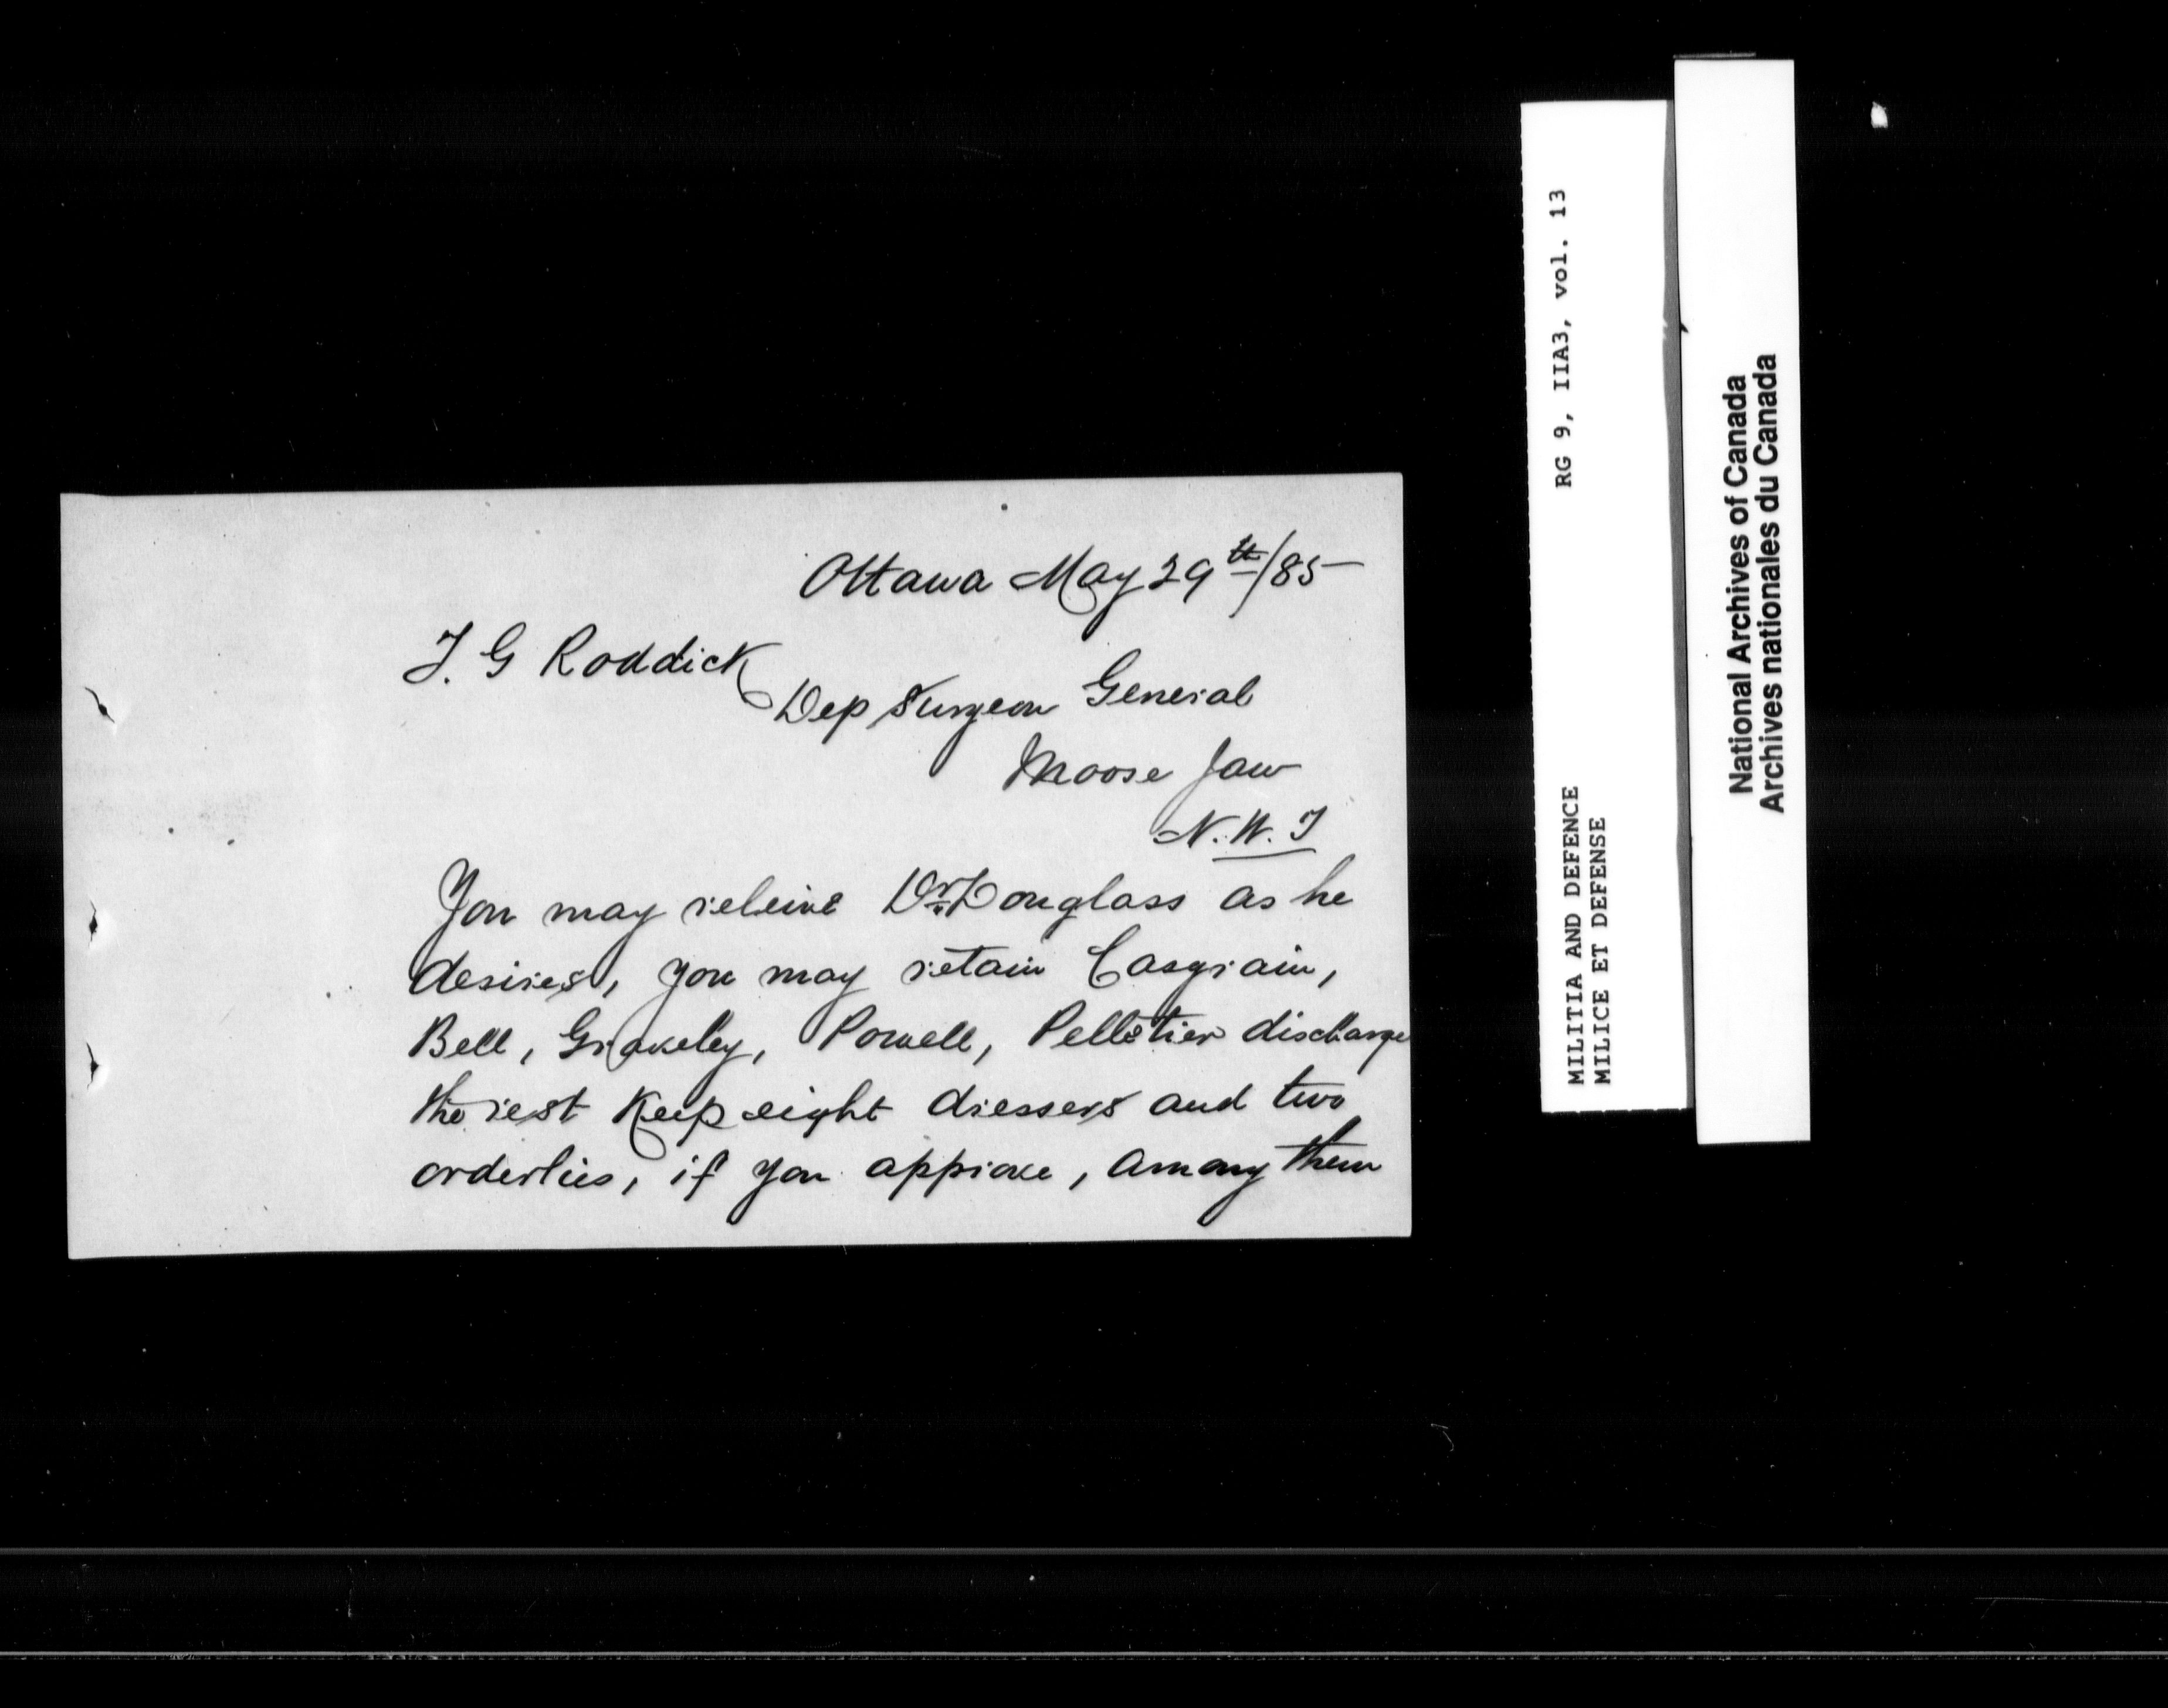 Ottawa May 29th/85
T. G Roddick
Dep Surgeon General
Moose Jaw
N. W. T
You may releive Dr. Douglass as he
desires, you may retain Casgrain,
Bell, Gravely, Powell, Pelletier discharge
the rest Keep eight dressers and two
orderlies, if you approve, among them
RG 9, IIA3, vol. 13
MILITIA AND DEFENCE
MILICE ET DEFENSE
National Archives of Canada
Archives nationales du Canada